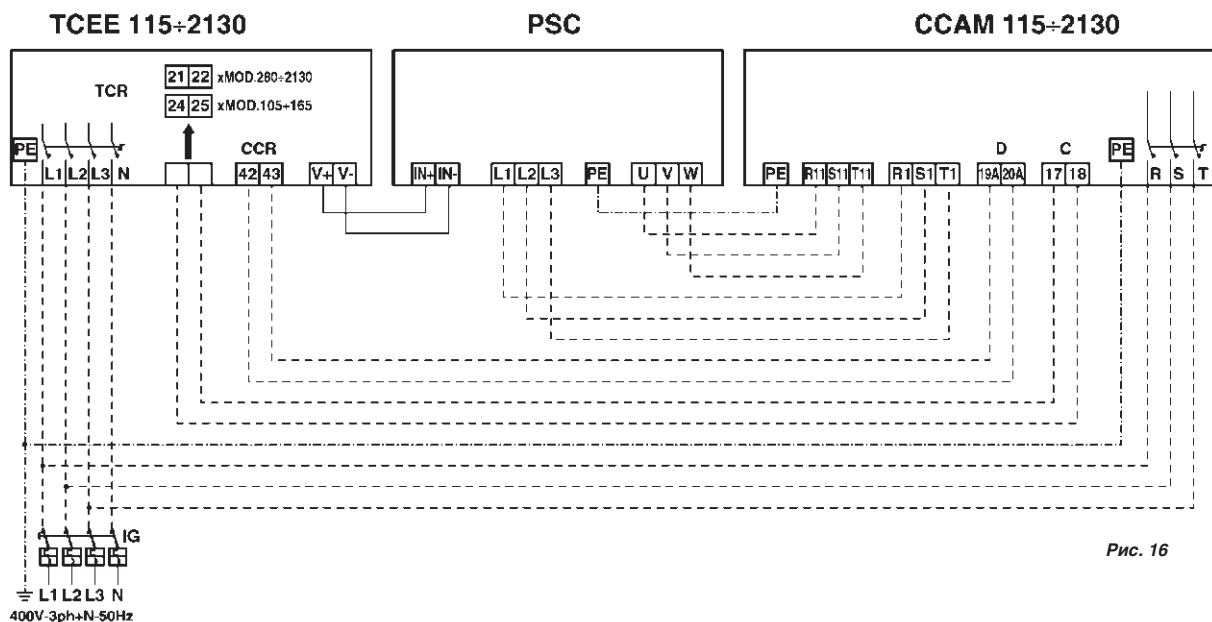 TCEE 115÷2130 PSC CCAM 115÷2130
21 22 xMOD.280÷2130
TCR
24 25 xMOD.105÷165
PE CCR D C PE
L1 L2 L3 N 42 43 V+ V- IN+ IN- L1 L2 L3 PE U V W PE R11 S11 T11 R1 S1 T1 19A 20A 17 18 R S T
IG
Рис. 16
L1 L2 L3 N
400V-3ph+N-50Hz